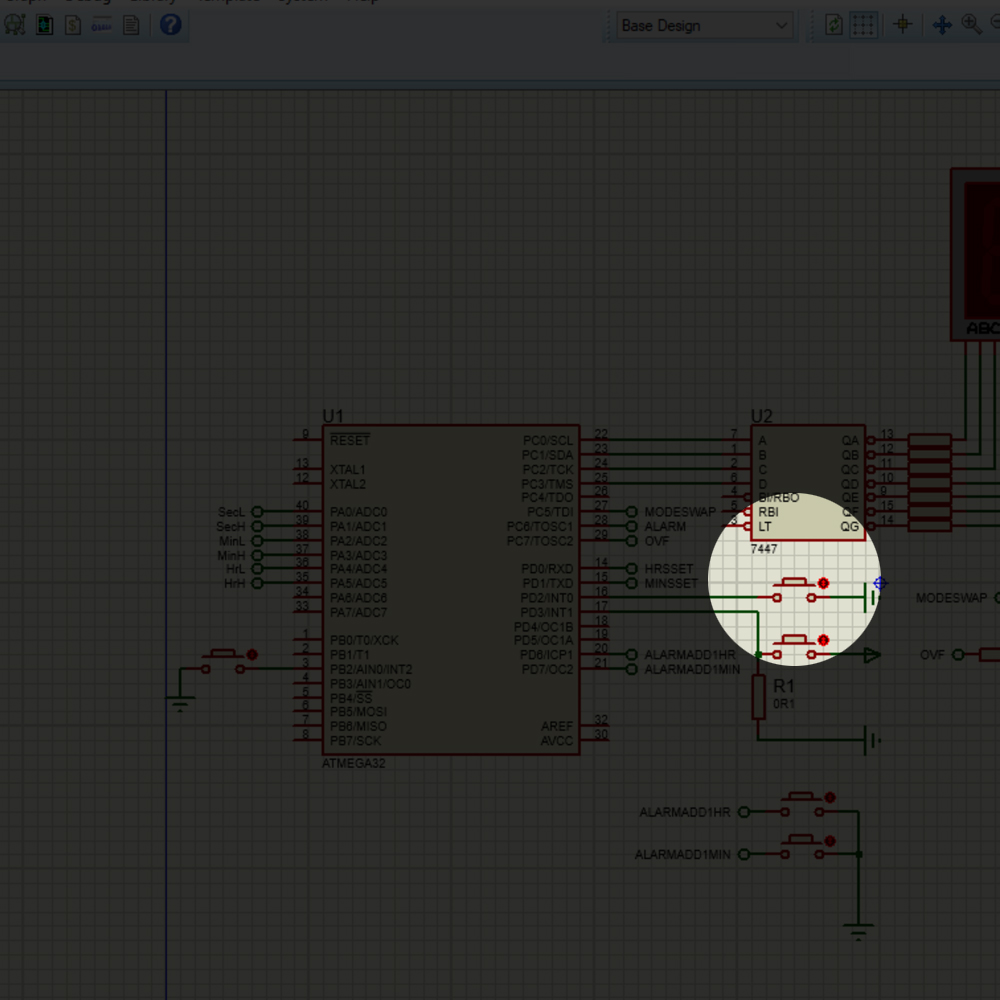 Base Design
ABC
U1
U2
9 RESET
PC0/SCL 22
7 A
QA 13
PC1/SDA 23
1 B
QB 12
13 XTAL1
PC2/TCK 24
2 C
QC 11
12 XTAL2
PC3/TMS 25
6 D
QD 10
PC4/TDO 26
4 BI/RBO
QE 9
SecL
40 PA0/ADC0
PC5/TDI 27
MODESWAP
5 RBI
QF 15
SecH
39 PA1/ADC1
PC6/TOSC1 28
ALARM
3 LT
QG 14
MinL
38 PA2/ADC2
PC7/TOSC2 29
OVF
7447
MinH
37 PA3/ADC3
HrL
36 PA4/ADC4
PD0/RXD 14
HRSSET
HrH
35 PA5/ADC5
PD1/TXD 15
MINSSET
34 PA6/ADC6
PD2/INT0 16
MODESWAP
33 PA7/ADC7
PD3/INT1 17
PD4/OC1B 18
1 PB0/T0/XCK
PD5/OC1A 19
2 PB1/T1
PD6/ICP1 20
ALARMADD1HR
OVF
3 PB2/AIN0/INT2
PD7/OC2 21
ALARMADD1MIN
4 PB3/AIN1/OC0
5 PB4/SS
R1
6 PB5/MOSI
0R1
7 PB6/MISO
AREF 32
8 PB7/SCK
AVCC 30
ATMEGA32
ALARMADD1HR
ALARMADD1MIN